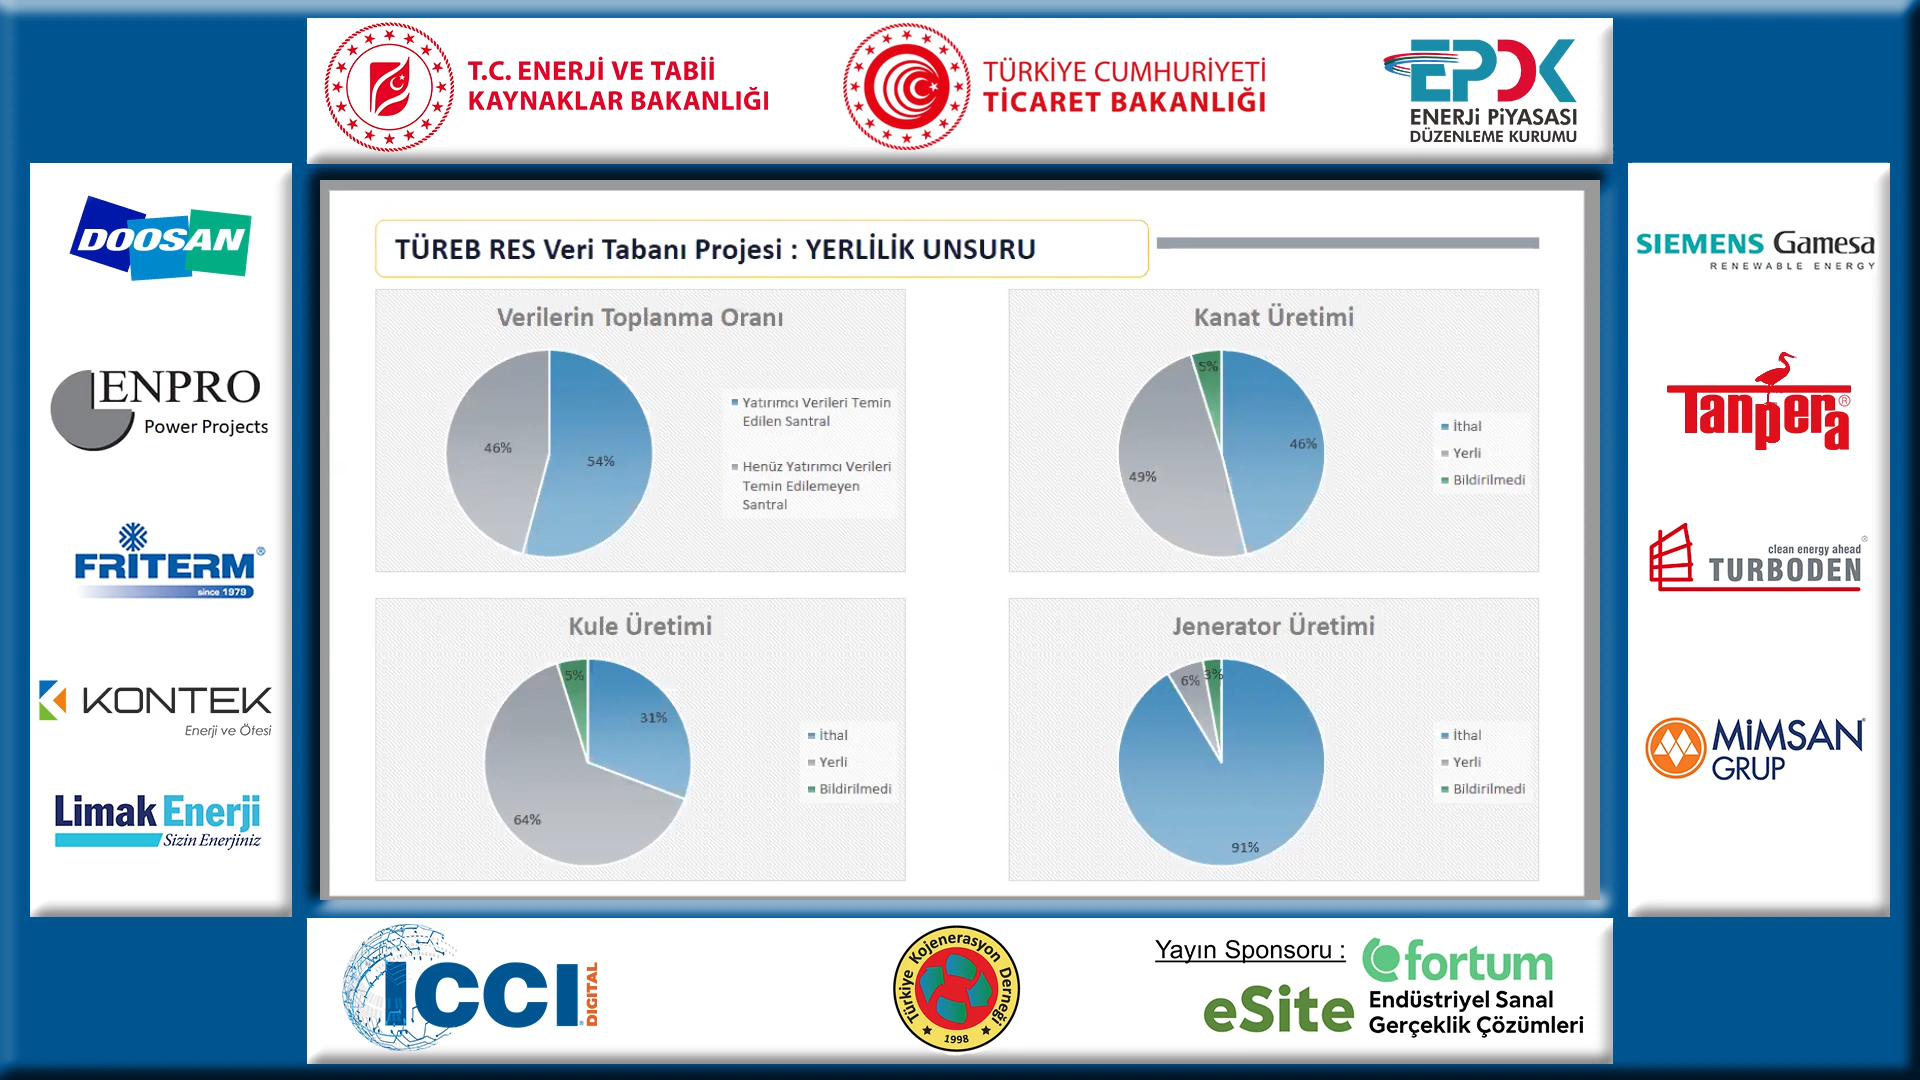 T.C. ENERJİ VE TABİİ
KAYNAKLAR BAKANLIĞI
TÜRKİYE CUMHURİYETİ
TİCARET BAKANLIĞI
EPDK
ENERJİ PİYASASI
DÜZENLEME KURUMU
DOOSAN
ENPRO
Power Projects
FRITERM®
since 1979
KONTEK
Enerji ve Ötesi
Limak Enerji
Sizin Enerjiniz
TÜREB RES Veri Tabanı Projesi : YERLİLİK UNSURU
Verilerin Toplanma Oranı
46%
54%
Yatırımcı Verileri Temin
Edilen Santral
Henüz Yatırımcı Verileri
Temin Edilemeyen
Santral
Kanat Üretimi
5%
46%
49%
İthal
Yerli
Bildirilmedi
Kule Üretimi
5%
31%
64%
İthal
Yerli
Bildirilmedi
Jenerator Üretimi
6%
3%
91%
İthal
Yerli
Bildirilmedi
SIEMENS Gamesa
RENEWABLE ENERGY
Tanpera®
clean energy ahead
TURBODEN®
MİMSAN
GRUP
ICCI DIGITAL
Türkiye Kojenerasyon Derneği
1998
Yayın Sponsoru :
fortum
eSite
Endüstriyel Sanal
Gerçeklik Çözümleri